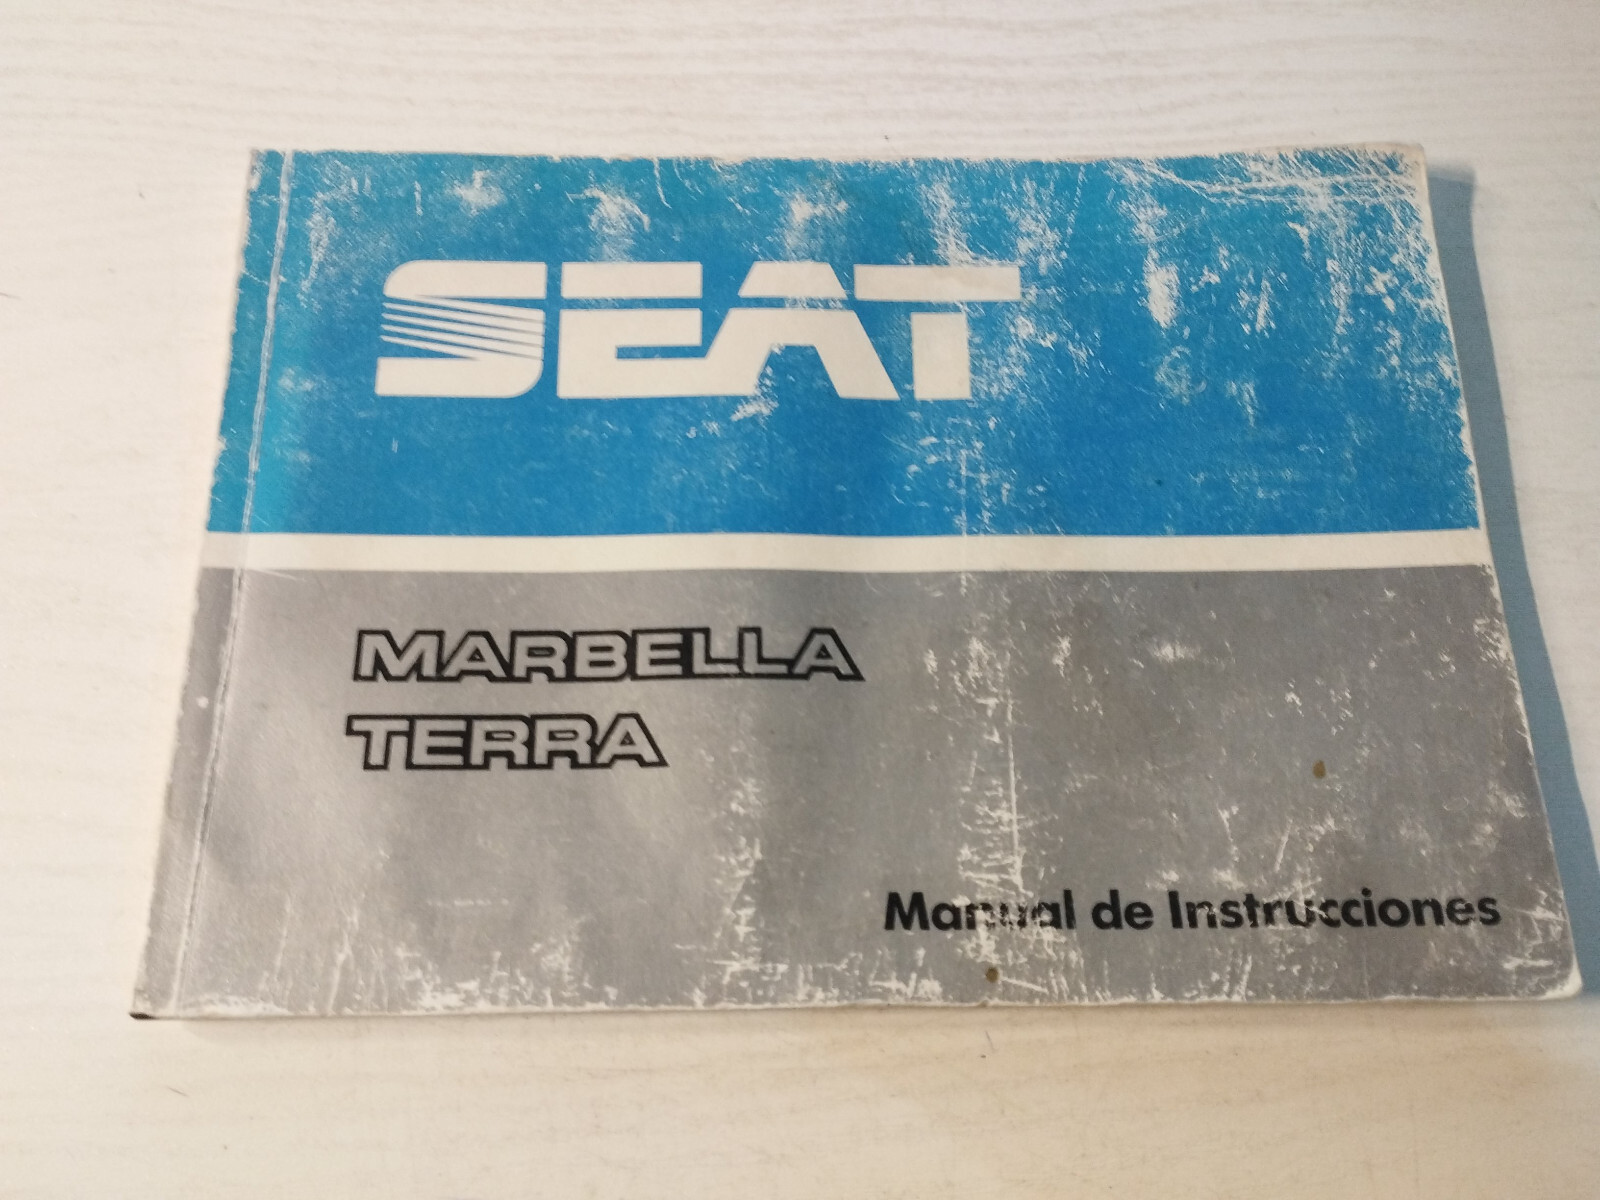 SEAT
MARBELLA
TERRA
Manual de Instrucciones